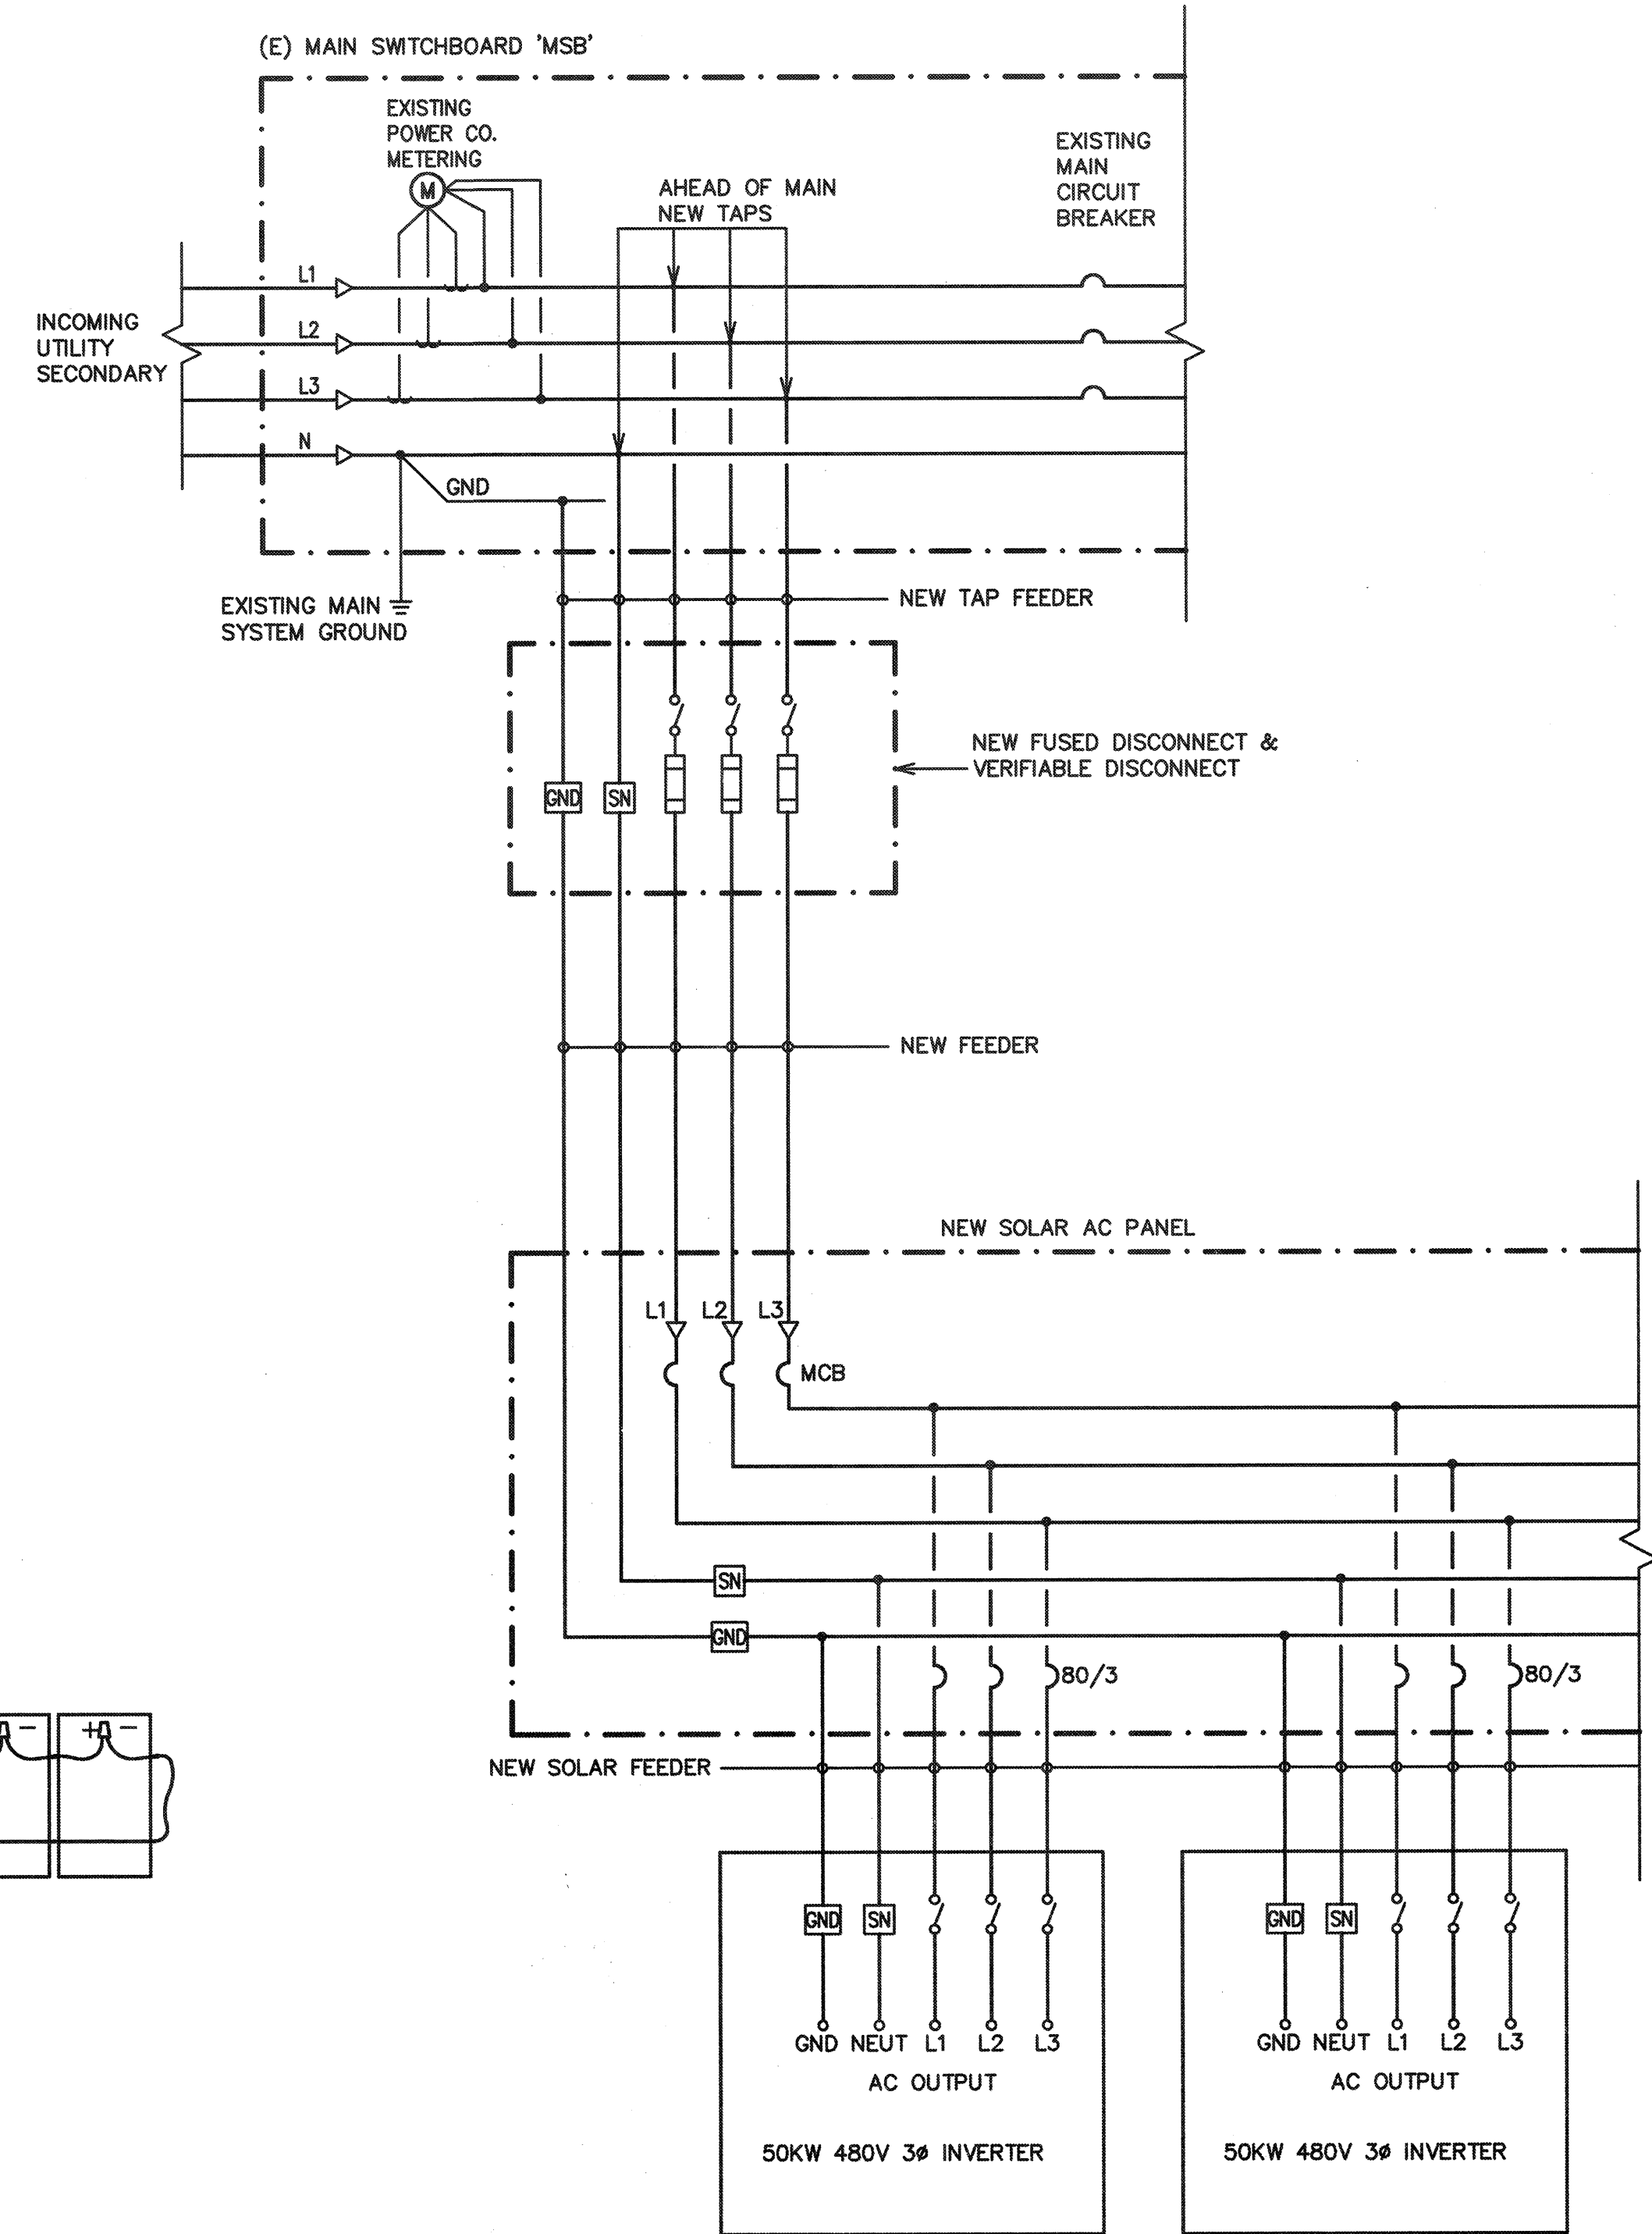 (E) MAIN SWITCHBOARD 'MSB'
EXISTING
POWER CO.
METERING
M
AHEAD OF MAIN
NEW TAPS
EXISTING
MAIN
CIRCUIT
BREAKER
INCOMING
UTILITY
SECONDARY
L1
L2
L3
N
GND
EXISTING MAIN
SYSTEM GROUND
NEW TAP FEEDER
NEW FUSED DISCONNECT &
VERIFIABLE DISCONNECT
GND SN
NEW FEEDER
NEW SOLAR AC PANEL
L1 L2 L3
MCB
SN
GND
80/3 80/3
- + -
NEW SOLAR FEEDER
GND SN GND SN
GND NEUT L1 L2 L3
AC OUTPUT
50KW 480V 3ø INVERTER
GND NEUT L1 L2 L3
AC OUTPUT
50KW 480V 3ø INVERTER